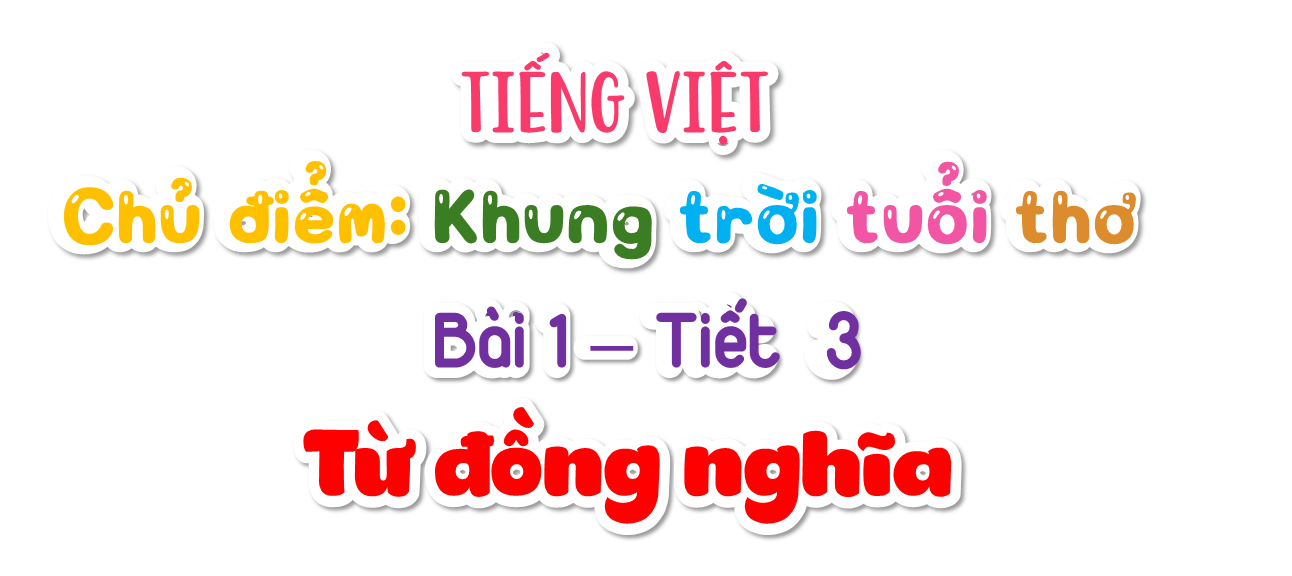 TIẾNG VIỆT
Chủ điểm: Khung trời tuổi thơ
Bài 1 – Tiết 3
Từ đồng nghĩa